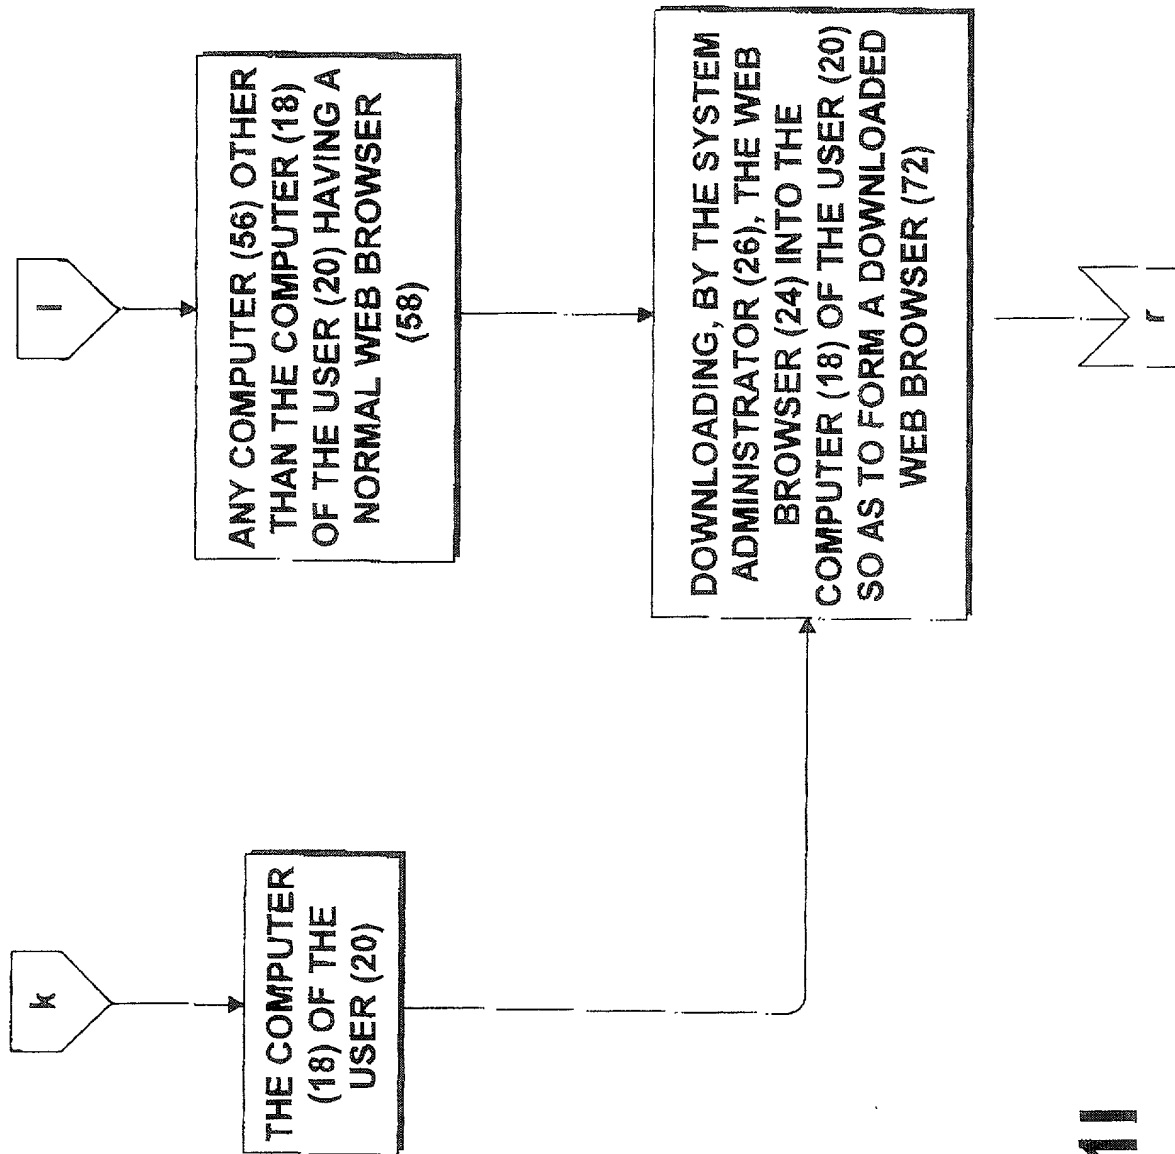 k
THE COMPUTER
(18) OF THE
USER (20)
l
ANY COMPUTER (56) OTHER
THAN THE COMPUTER (18)
OF THE USER (20) HAVING A
NORMAL WEB BROWSER
(58)
DOWNLOADING, BY THE SYSTEM
ADMINISTRATOR (26), THE WEB
BROWSER (24) INTO THE
COMPUTER (18) OF THE USER (20)
SO AS TO FORM A DOWNLOADED
WEB BROWSER (72)
r
1I